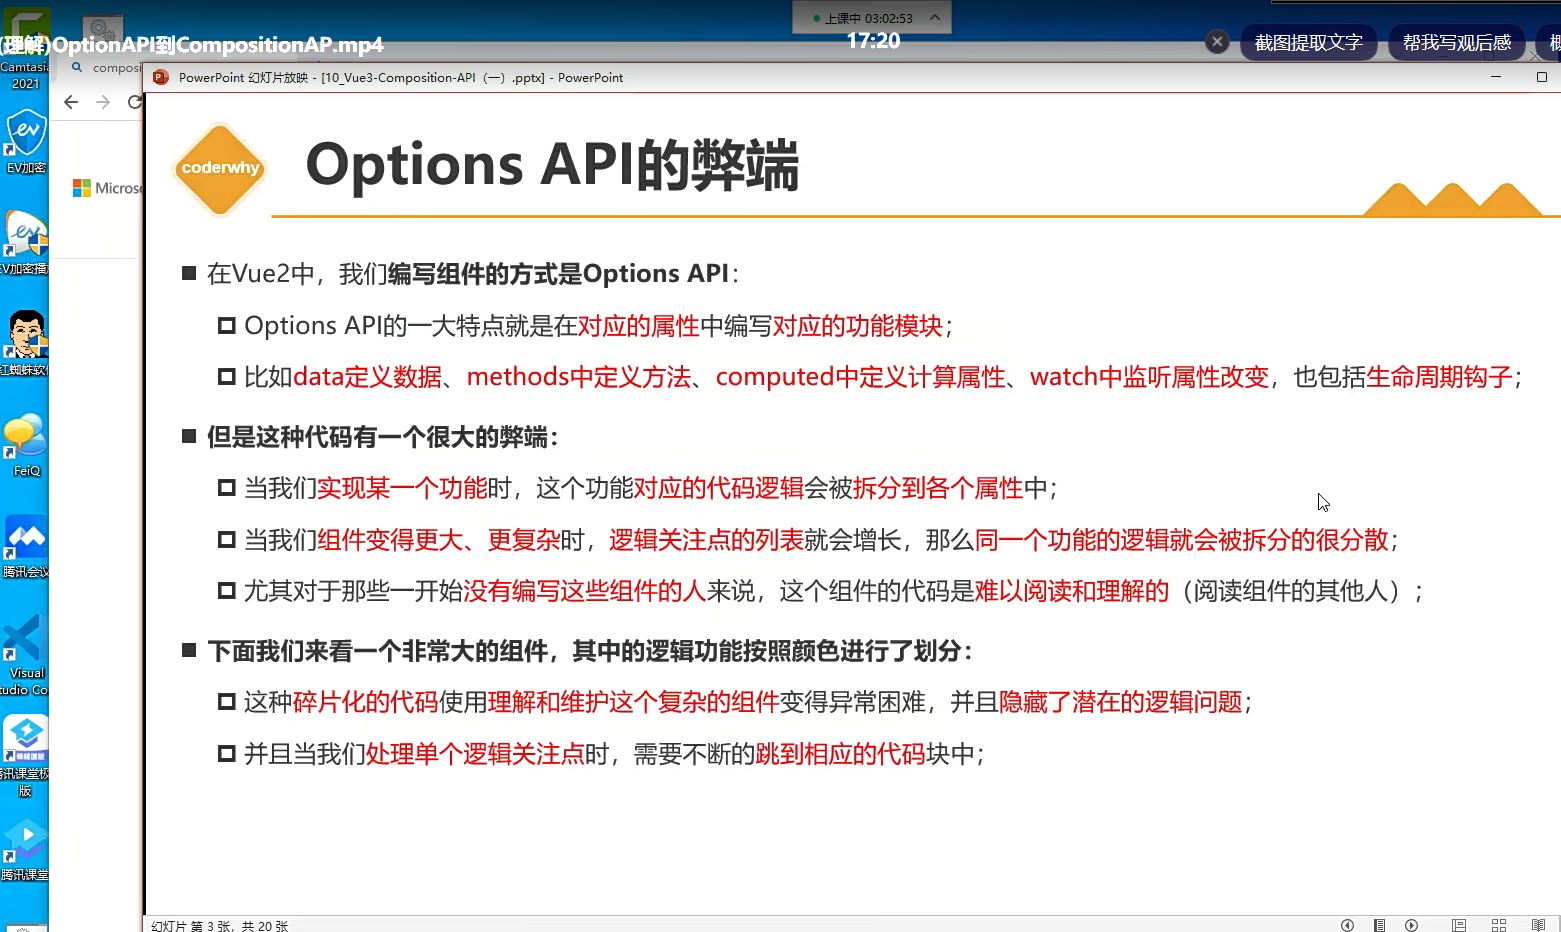 上课中 03:02:53
(理解)OptionAPI到CompositionAP.mp4
17:20
截图提取文字
帮我写观后感
Camtasia
2021
composi
PowerPoint 幻灯片放映 - [10_Vue3-Composition-API（一）.pptx] - PowerPoint
EV加密
Microso
coderwhy
Options API的弊端
在Vue2中，我们编写组件的方式是Options API：
Options API的一大特点就是在对应的属性中编写对应的功能模块；
比如data定义数据、methods中定义方法、computed中定义计算属性、watch中监听属性改变，也包括生命周期钩子；
但是这种代码有一个很大的弊端：
当我们实现某一个功能时，这个功能对应的代码逻辑会被拆分到各个属性中；
当我们组件变得更大、更复杂时，逻辑关注点的列表就会增长，那么同一个功能的逻辑就会被拆分的很分散；
尤其对于那些一开始没有编写这些组件的人来说，这个组件的代码是难以阅读和理解的（阅读组件的其他人）；
下面我们来看一个非常大的组件，其中的逻辑功能按照颜色进行了划分：
这种碎片化的代码使用理解和维护这个复杂的组件变得异常困难，并且隐藏了潜在的逻辑问题；
并且当我们处理单个逻辑关注点时，需要不断的跳到相应的代码块中；
EV加密播
红蜘蛛软件
FeiQ
腾讯会议
Visual
tudio Co
腾讯课堂极
版
腾讯课堂
幻灯片 第 3 张，共 20 张